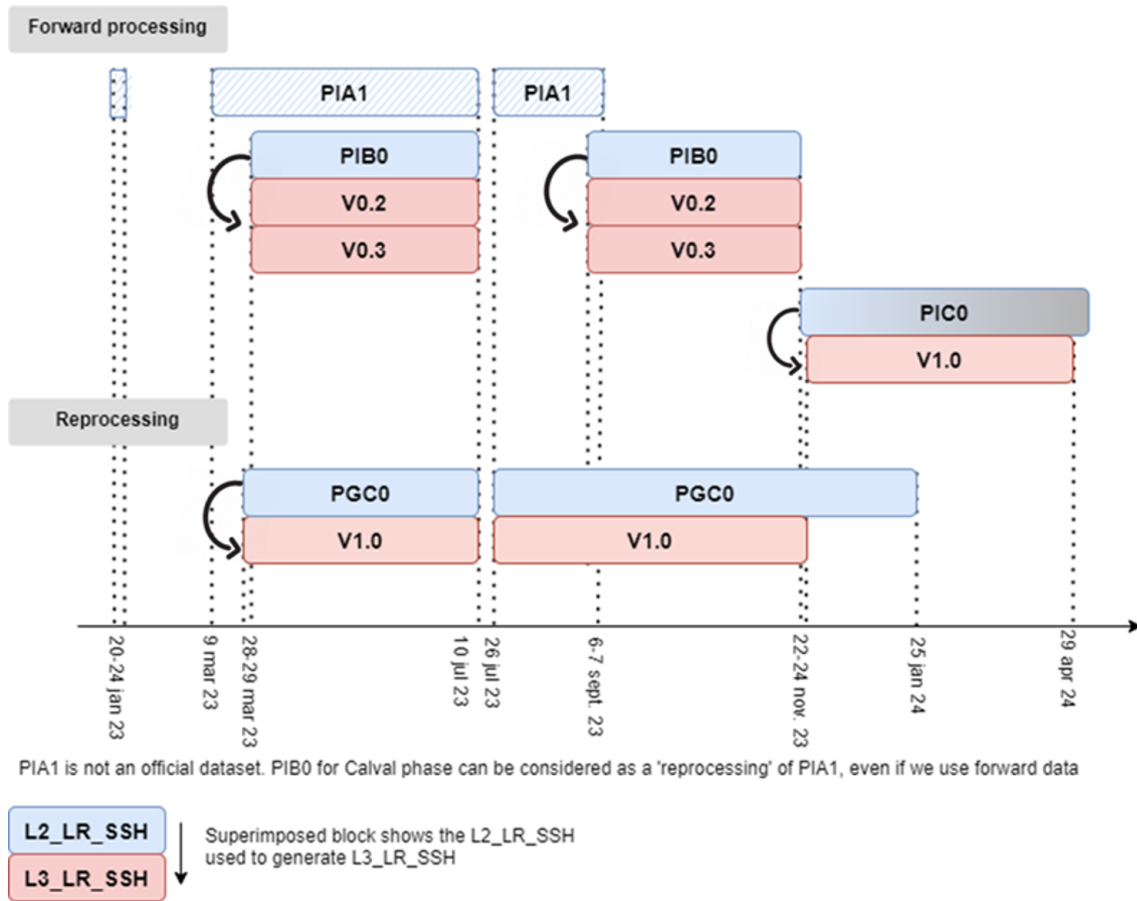 Forward processing
PIA1
PIA1
PIB0
PIB0
V0.2
V0.2
V0.3
V0.3
PIC0
V1.0
Reprocessing
PGC0
PGC0
V1.0
V1.0
20-24 jan 23
9 mar 23
28-29 mar 23
10 jul 23
26 jul 23
6-7 sept. 23
22-24 nov. 23
25 jan 24
29 apr 24
PIA1 is not an official dataset. PIB0 for Calval phase can be considered as a 'reprocessing' of PIA1, even if we use forward data
L2_LR_SSH
L3_LR_SSH
Superimposed block shows the L2_LR_SSH
used to generate L3_LR_SSH